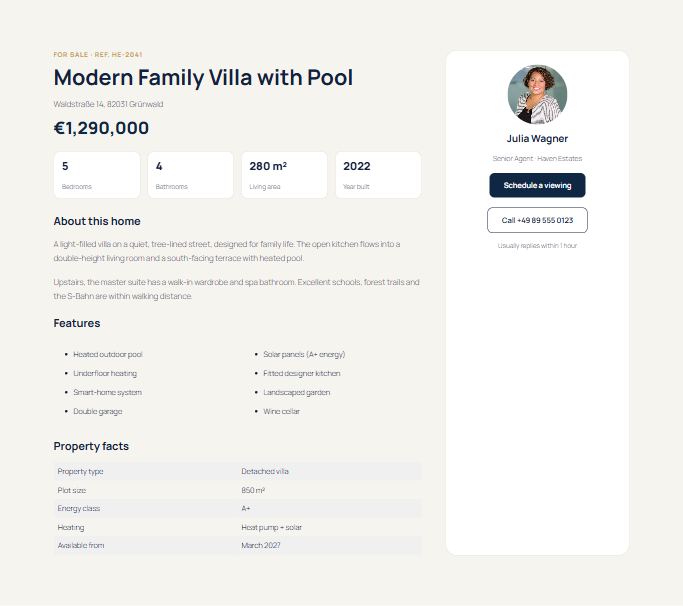 FOR SALE · REF. HE-2041
Modern Family Villa with Pool
Waldstraße 14, 82031 Grünwald
€1,290,000
5
Bedrooms
4
Bathrooms
280 m²
Living area
2022
Year built
About this home
A light-filled villa on a quiet, tree-lined street, designed for family life. The open kitchen flows into a
double-height living room and a south-facing terrace with heated pool.
Upstairs, the master suite has a walk-in wardrobe and spa bathroom. Excellent schools, forest trails and
the S-Bahn are within walking distance.
Features
• Heated outdoor pool
• Underfloor heating
• Smart-home system
• Double garage
• Solar panels (A+ energy)
• Fitted designer kitchen
• Landscaped garden
• Wine cellar
Property facts
Property type Detached villa
Plot size 850 m²
Energy class A+
Heating Heat pump + solar
Available from March 2027
Julia Wagner
Senior Agent · Haven Estates
Schedule a viewing
Call +49 89 555 0123
Usually replies within 1 hour